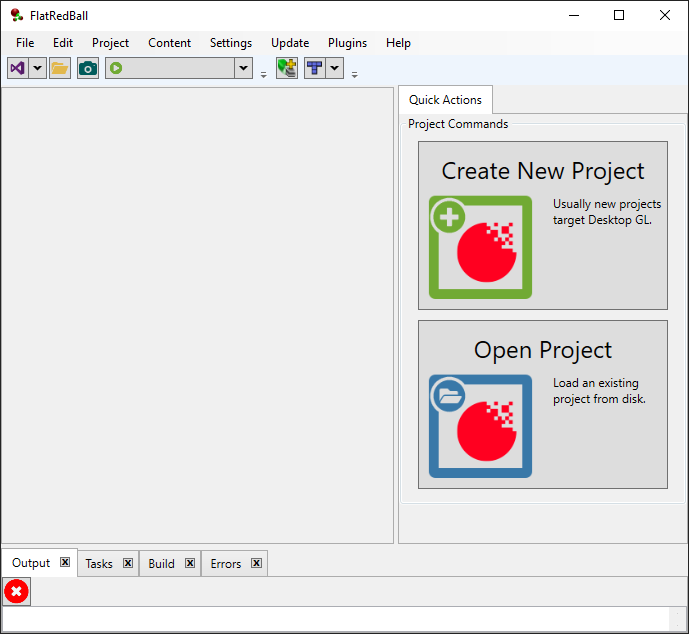 FlatRedBall
File Edit Project Content Settings Update Plugins Help
Quick Actions
Project Commands
Create New Project
Usually new projects
target Desktop GL.
Open Project
Load an existing
project from disk.
Output Tasks Build Errors